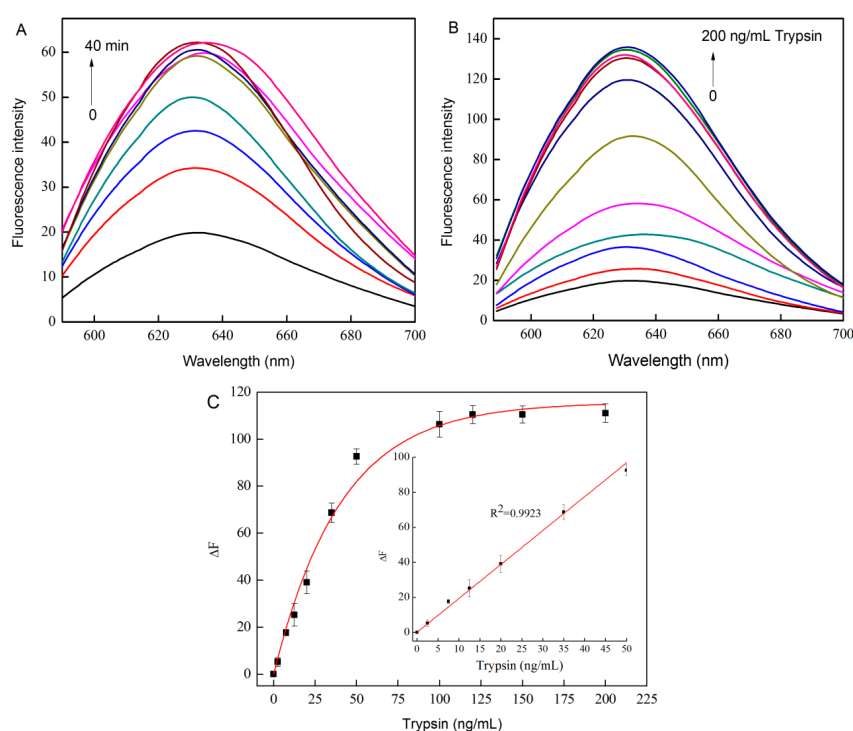 A
40 min
0
Fluorescence intensity
60
50
40
30
20
10
0
600 620 640 660 680 700
Wavelength (nm)
B
200 ng/mL Trypsin
0
Fluorescence intensity
140
120
100
80
60
40
20
0
600 620 640 660 680 700
Wavelength (nm)
C
ΔF
120
100
80
60
40
20
0
0 25 50 75 100 125 150 175 200 225
Trypsin (ng/mL)
R²=0.9923
ΔF
100
80
60
40
20
0
0 5 10 15 20 25 30 35 40 45 50
Trypsin (ng/mL)